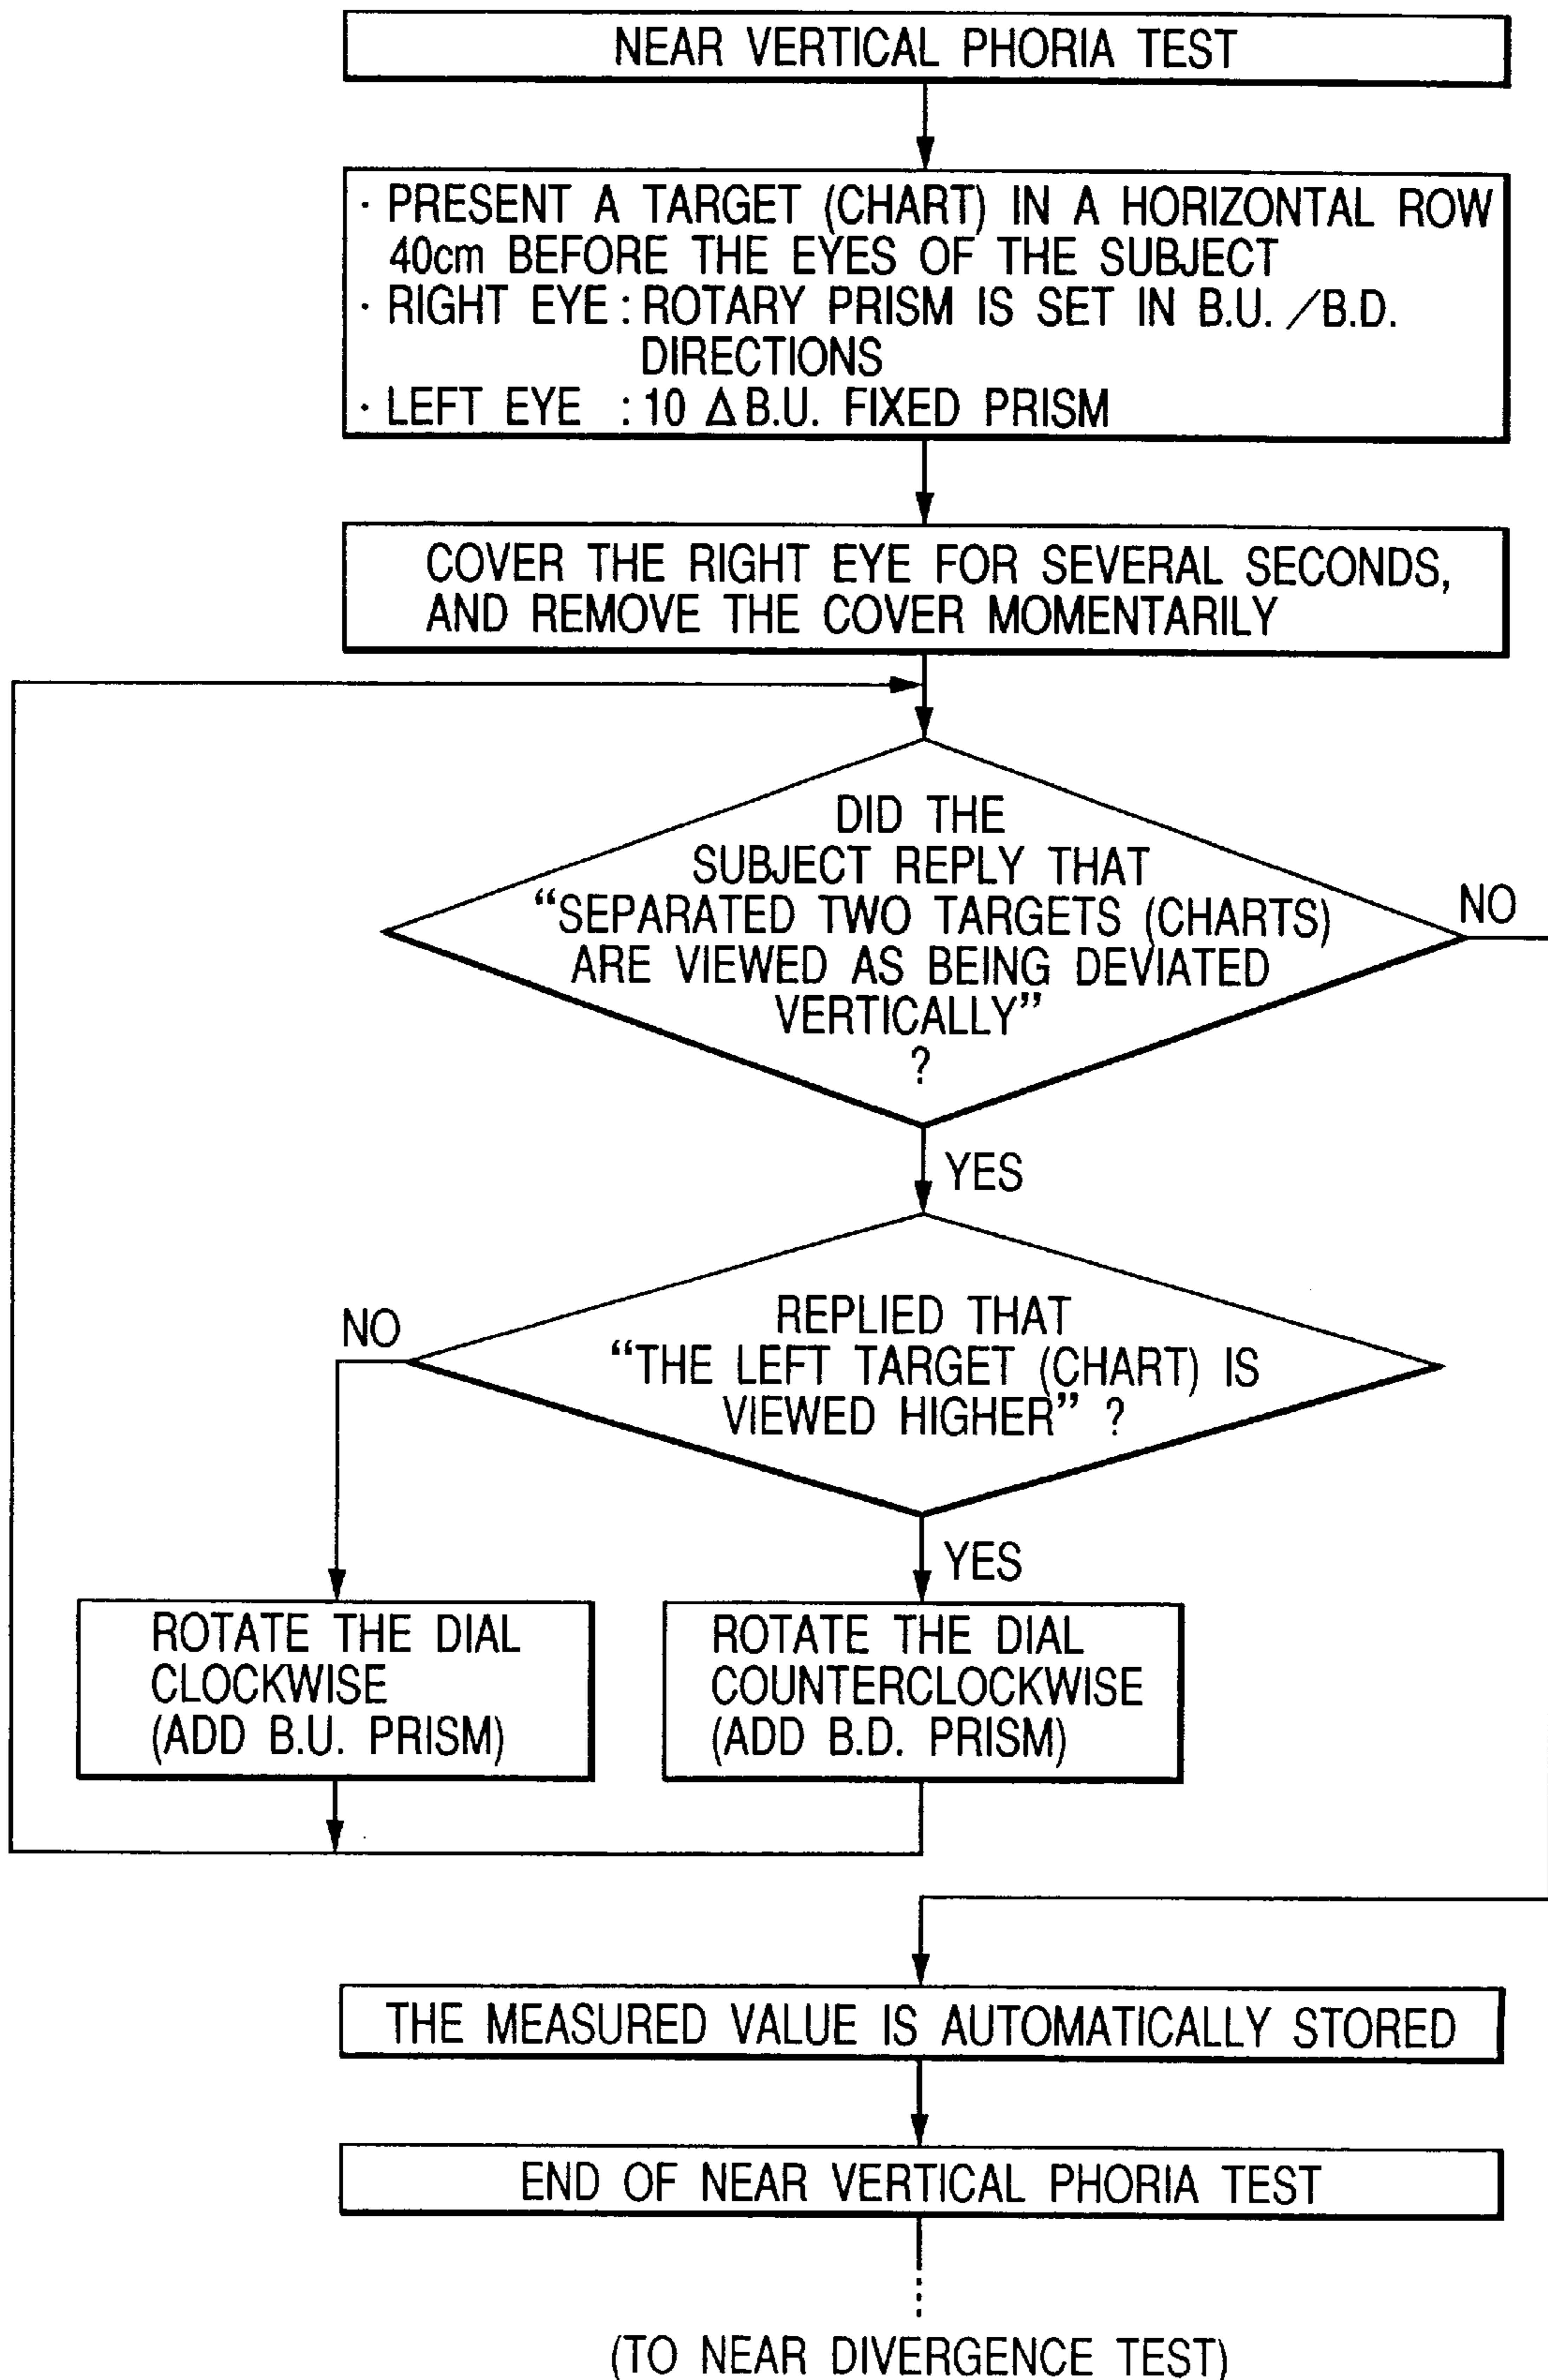 NEAR VERTICAL PHORIA TEST
· PRESENT A TARGET (CHART) IN A HORIZONTAL ROW
40cm BEFORE THE EYES OF THE SUBJECT
· RIGHT EYE : ROTARY PRISM IS SET IN B.U. /B.D.
DIRECTIONS
· LEFT EYE : 10 Δ B.U. FIXED PRISM
COVER THE RIGHT EYE FOR SEVERAL SECONDS,
AND REMOVE THE COVER MOMENTARILY
DID THE
SUBJECT REPLY THAT
“SEPARATED TWO TARGETS (CHARTS)
ARE VIEWED AS BEING DEVIATED
VERTICALLY”
?
NO
YES
REPLIED THAT
“THE LEFT TARGET (CHART) IS
VIEWED HIGHER” ?
NO
YES
ROTATE THE DIAL
CLOCKWISE
(ADD B.U. PRISM)
ROTATE THE DIAL
COUNTERCLOCKWISE
(ADD B.D. PRISM)
THE MEASURED VALUE IS AUTOMATICALLY STORED
END OF NEAR VERTICAL PHORIA TEST
(TO NEAR DIVERGENCE TEST)